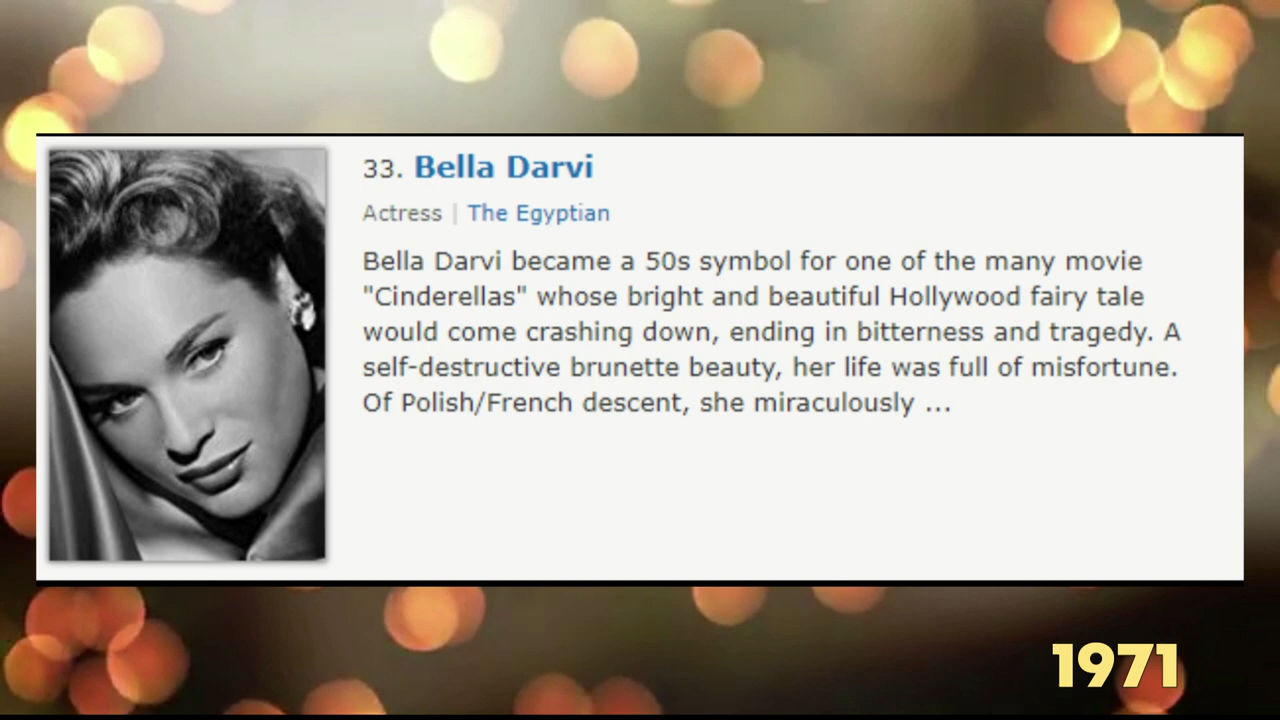 33. Bella Darvi
Actress | The Egyptian
Bella Darvi became a 50s symbol for one of the many movie
"Cinderellas" whose bright and beautiful Hollywood fairy tale
would come crashing down, ending in bitterness and tragedy. A
self-destructive brunette beauty, her life was full of misfortune.
Of Polish/French descent, she miraculously ...
1971